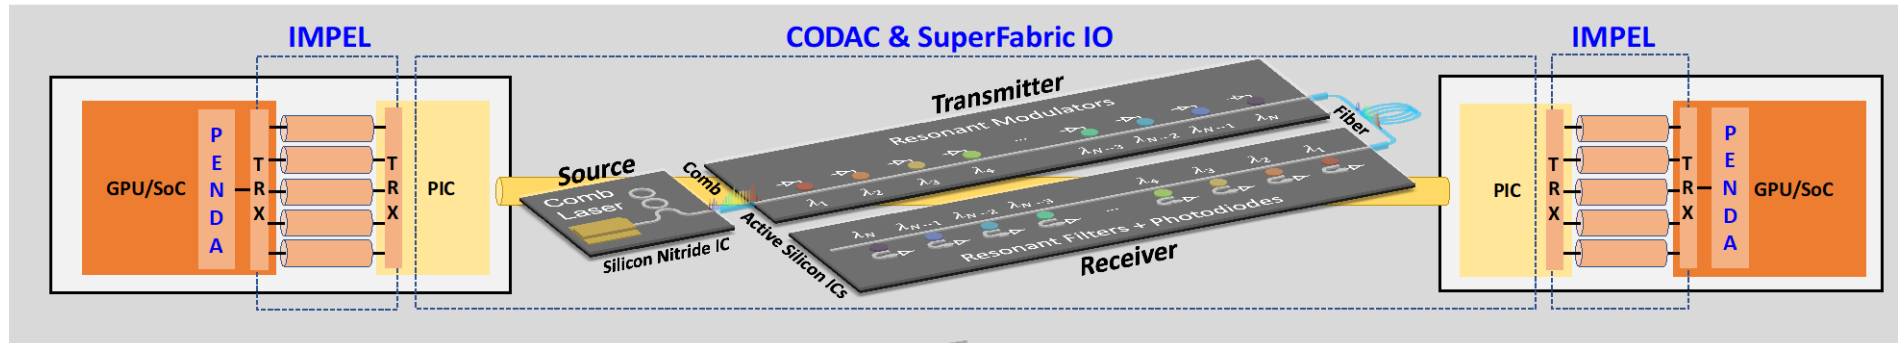 IMPEL
CODAC & SuperFabric IO
IMPEL
GPU/SoC
P
E
N
D
A
T
R
X
T
R
X
PIC
Source
Comb
Laser
Silicon Nitride IC
Comb
Active Silicon ICs
Transmitter
Resonant Modulators
...
λ1 λ2 λ3 λ4 λN--3 λN--2 λN--1 λN
Fiber
λN λN--1 λN--2 λN--3 λ4 λ3 λ2 λ1
...
Resonant Filters + Photodiodes
Receiver
PIC
T
R
X
T
R
X
P
E
N
D
A
GPU/SoC